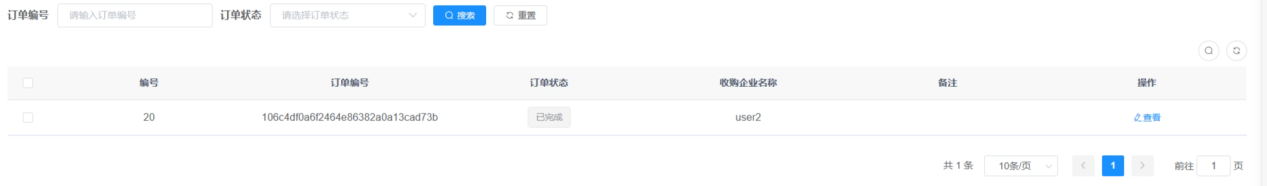 订单编号 请输入订单编号 订单状态 请选择订单状态 搜索 重置
编号 订单编号 订单状态 收购企业名称 备注 操作
20 106c4df0a6f2464e86382a0a13cad73b 已完成 user2 查看
共 1 条 10条/页 1 前往 1 页